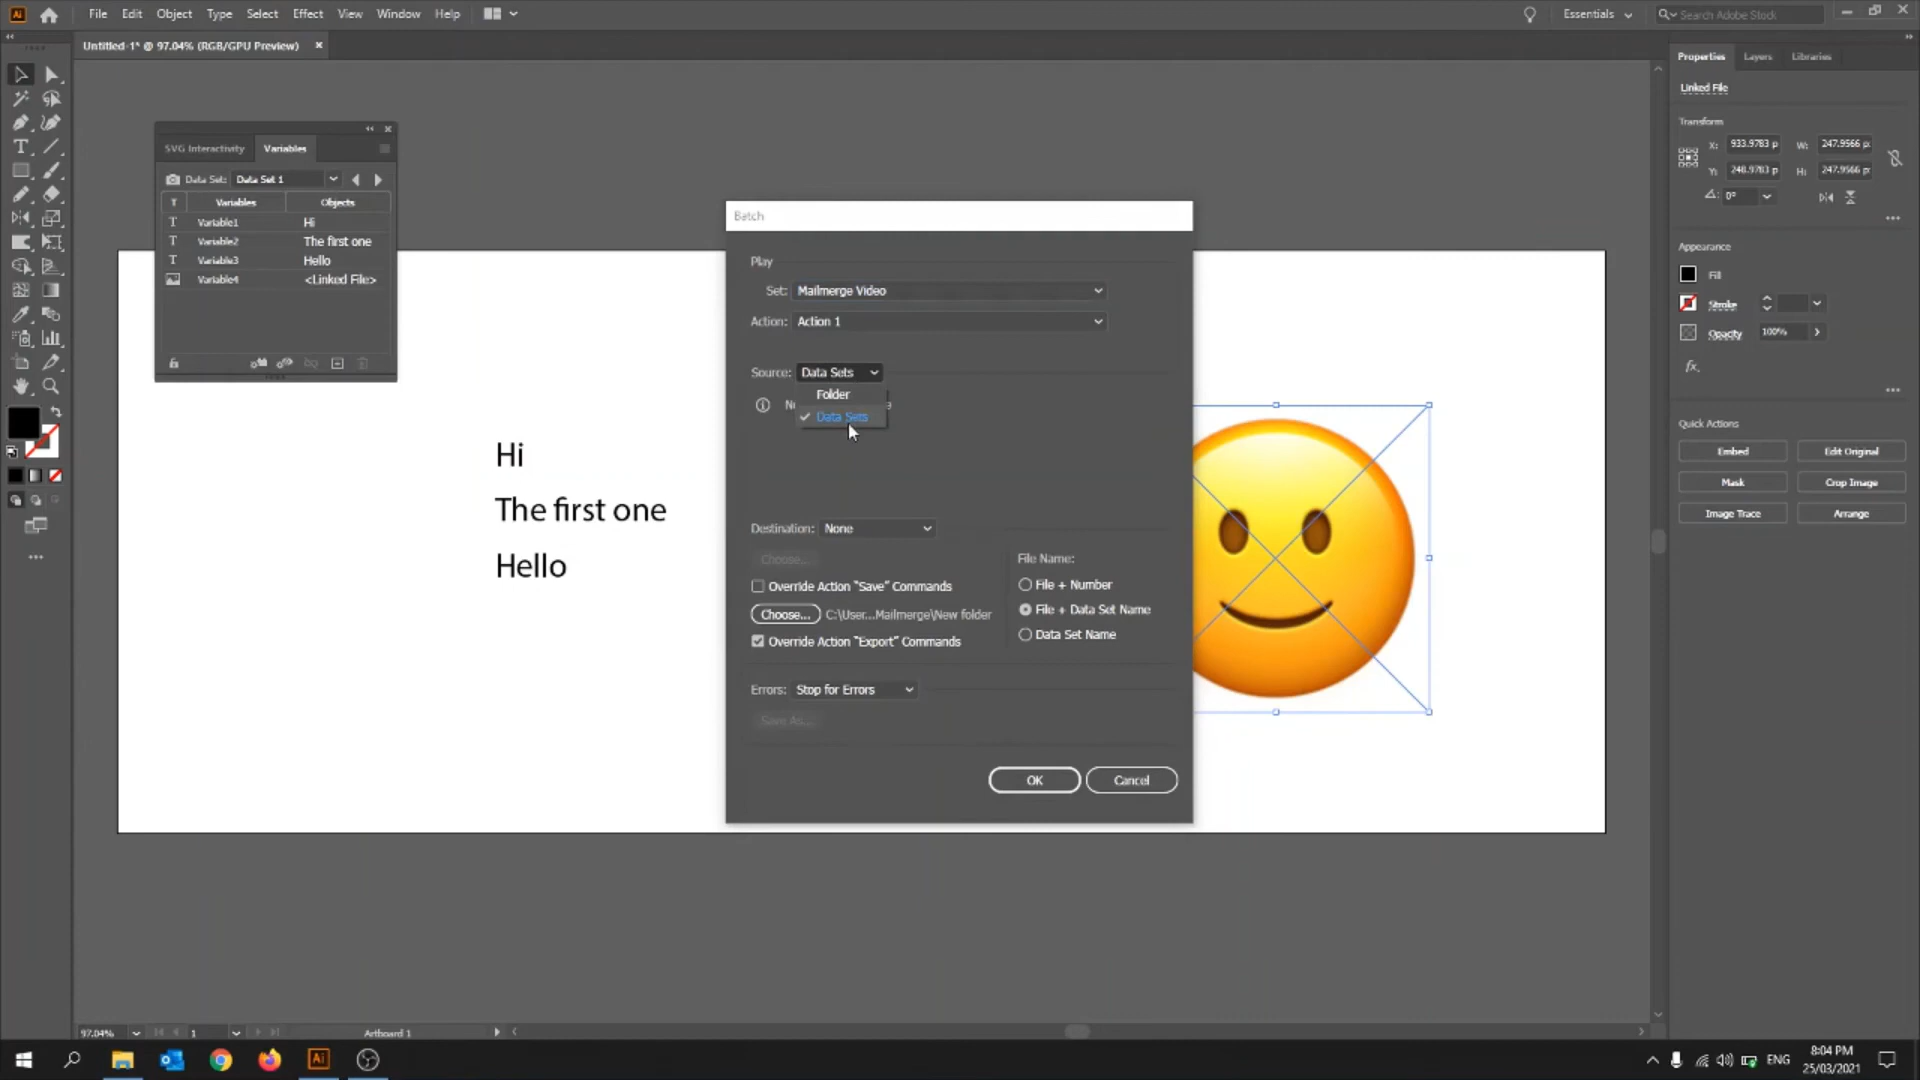 Ai File Edit Object Type Select Effect View Window Help Essentials Search Adobe Stock
Untitled-1* @ 97.04% (RGB/GPU Preview)
Properties Layers Libraries
Linked File
Transform
X: 933.9783 p W: 247.9566 p
Y: 248.9783 p H: 247.9566 p
0°
Appearance
Fill
Stroke
Opacity 100%
fx.
Quick Actions
Embed Edit Original
Mask Crop Image
Image Trace Arrange
SVG Interactivity Variables
Data Set: Data Set 1
T Variables Objects
T Variable1 Hi
T Variable2 The first one
T Variable3 Hello
Variable4 <Linked File>
Hi
The first one
Hello
Batch
Play
Set: Mailmerge Video
Action: Action 1
Source: Data Sets
Folder
Data Sets
Destination: None
Choose...
Override Action "Save" Commands
Choose... C:\User...Mailmerge\New folder
Override Action "Export" Commands
File Name:
File + Number
File + Data Set Name
Data Set Name
Errors: Stop for Errors
Save As...
OK Cancel
97.04% 1 Artboard 1
Ai
ENG
8:04 PM
25/03/2021